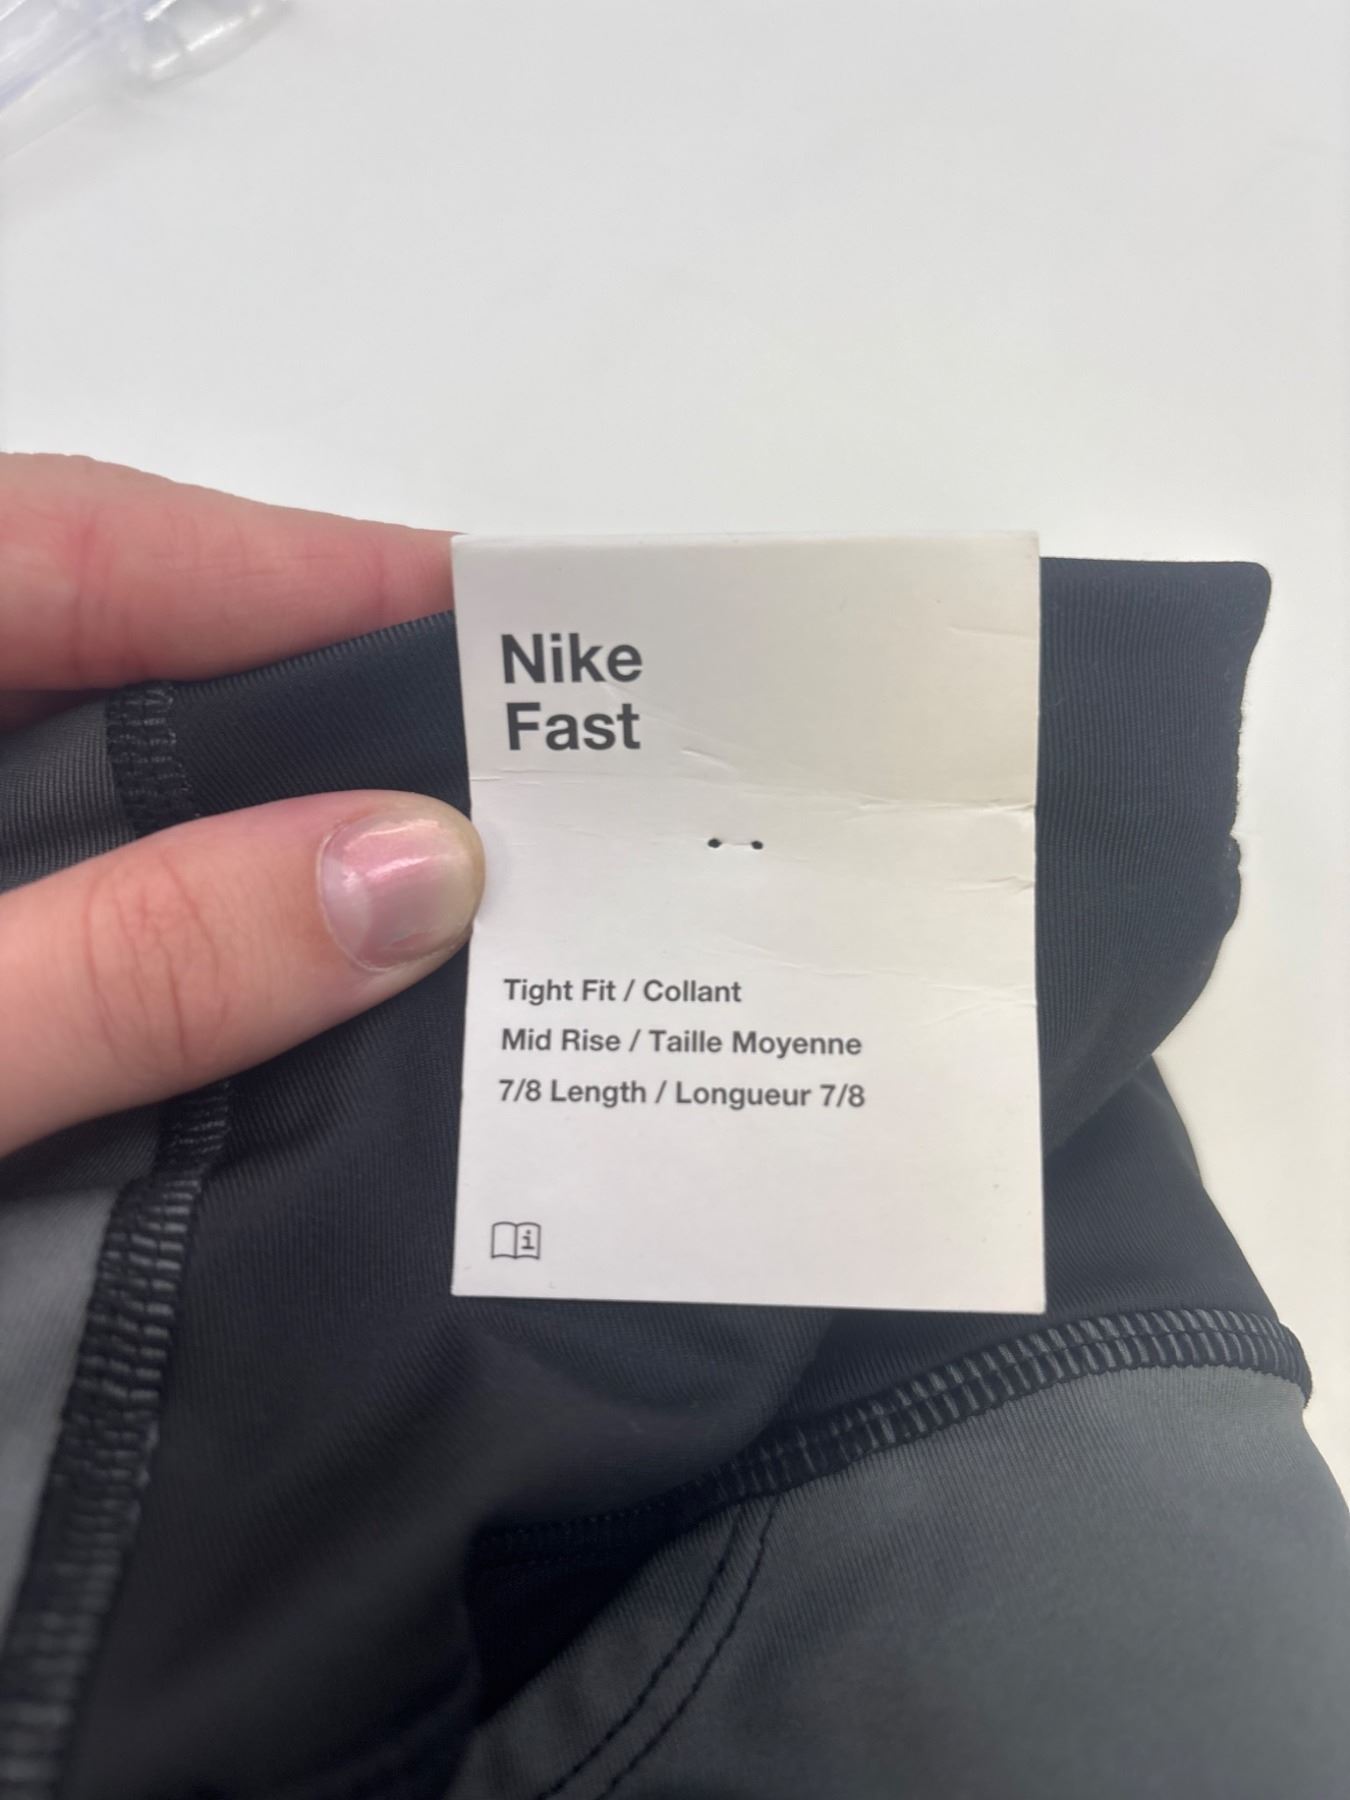 Nike
Fast
Tight Fit / Collant
Mid Rise / Taille Moyenne
7/8 Length / Longueur 7/8
i